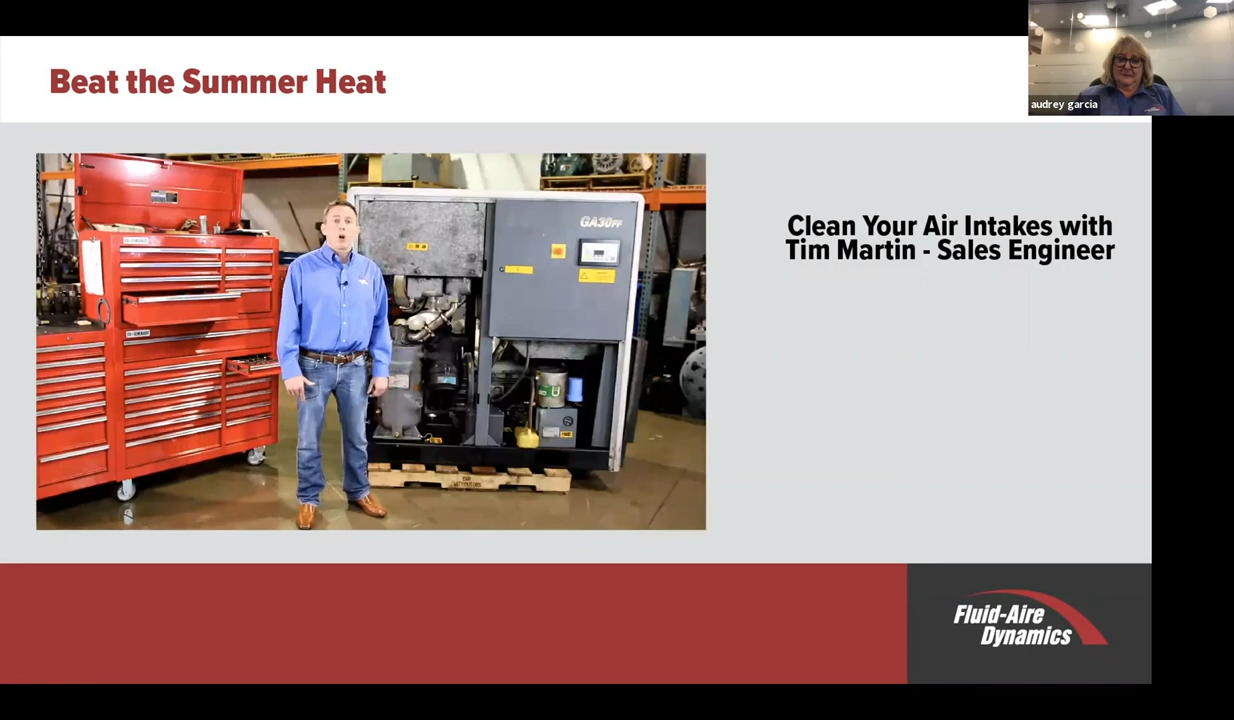 Beat the Summer Heat
audrey garcia
GA30FF
Clean Your Air Intakes with
Tim Martin - Sales Engineer
Fluid-Aire
Dynamics